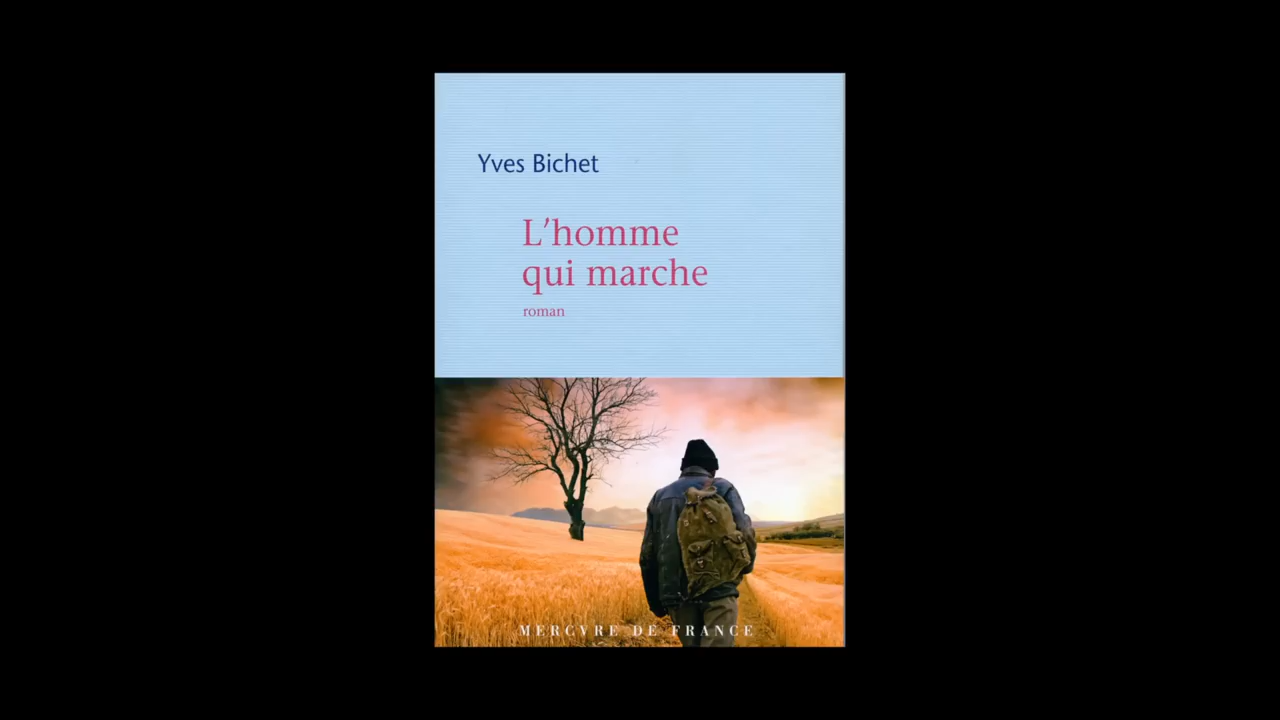 Yves Bichet
L'homme
qui marche
roman
MERCVRE DE FRANCE